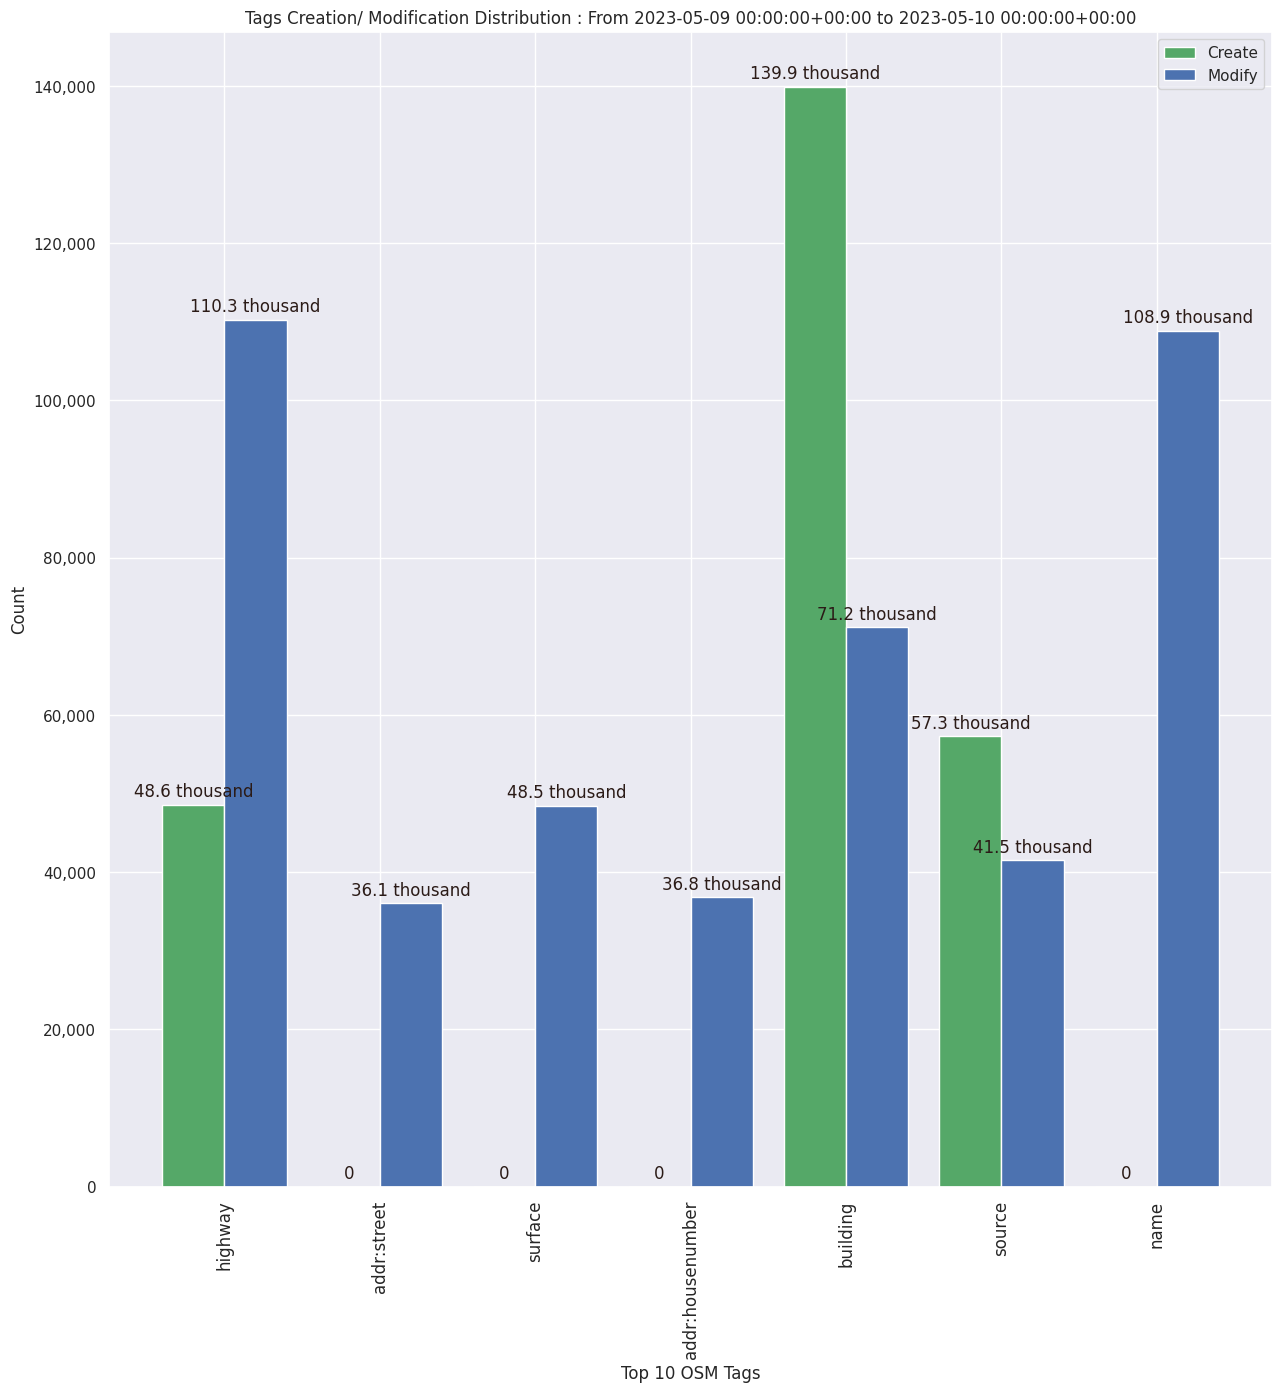 Tags Creation/ Modification Distribution : From 2023-05-09 00:00:00+00:00 to 2023-05-10 00:00:00+00:00
Create
Modify
139.9 thousand
110.3 thousand
108.9 thousand
71.2 thousand
57.3 thousand
48.6 thousand
48.5 thousand
41.5 thousand
36.1 thousand
36.8 thousand
0
0
0
0
140,000
120,000
100,000
80,000
60,000
40,000
20,000
0
Count
highway
addr:street
surface
addr:housenumber
building
source
name
Top 10 OSM Tags